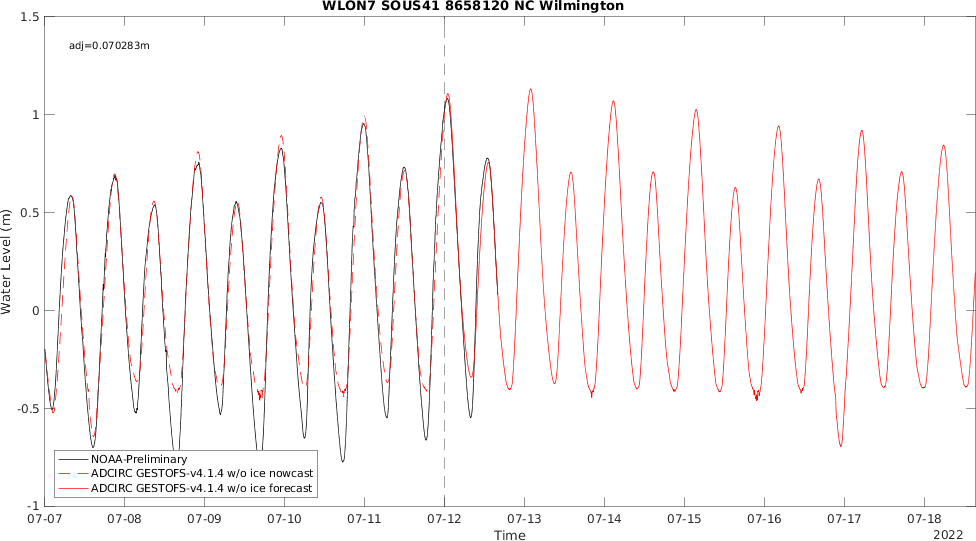 WLON7 SOUS41 8658120 NC Wilmington
1.5
adj=0.070283m
1
0.5
0
-0.5
-1
Water Level (m)
NOAA-Preliminary
ADCIRC GESTOFS-v4.1.4 w/o ice nowcast
ADCIRC GESTOFS-v4.1.4 w/o ice forecast
07-07 07-08 07-09 07-10 07-11 07-12 07-13 07-14 07-15 07-16 07-17 07-18
Time
2022